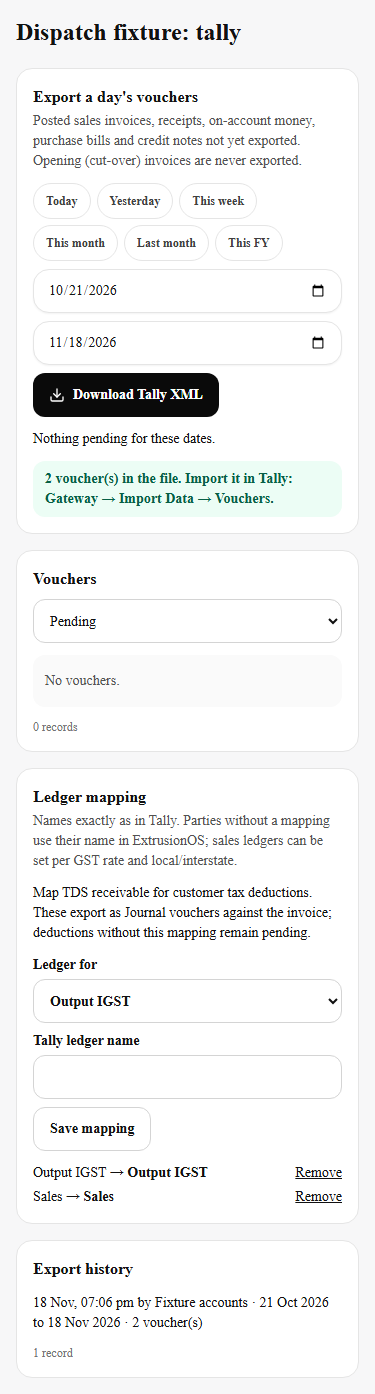 Dispatch fixture: tally
Export a day's vouchers
Posted sales invoices, receipts, on-account money,
purchase bills and credit notes not yet exported.
Opening (cut-over) invoices are never exported.
Today
Yesterday
This week
This month
Last month
This FY
10/21/2026
11/18/2026
Download Tally XML
Nothing pending for these dates.
2 voucher(s) in the file. Import it in Tally:
Gateway → Import Data → Vouchers.
Vouchers
Pending
No vouchers.
0 records
Ledger mapping
Names exactly as in Tally. Parties without a mapping
use their name in ExtrusionOS; sales ledgers can be
set per GST rate and local/interstate.
Map TDS receivable for customer tax deductions.
These export as Journal vouchers against the invoice;
deductions without this mapping remain pending.
Ledger for
Output IGST
Tally ledger name
Save mapping
Output IGST → Output IGST Remove
Sales → Sales Remove
Export history
18 Nov, 07:06 pm by Fixture accounts · 21 Oct 2026
to 18 Nov 2026 · 2 voucher(s)
1 record